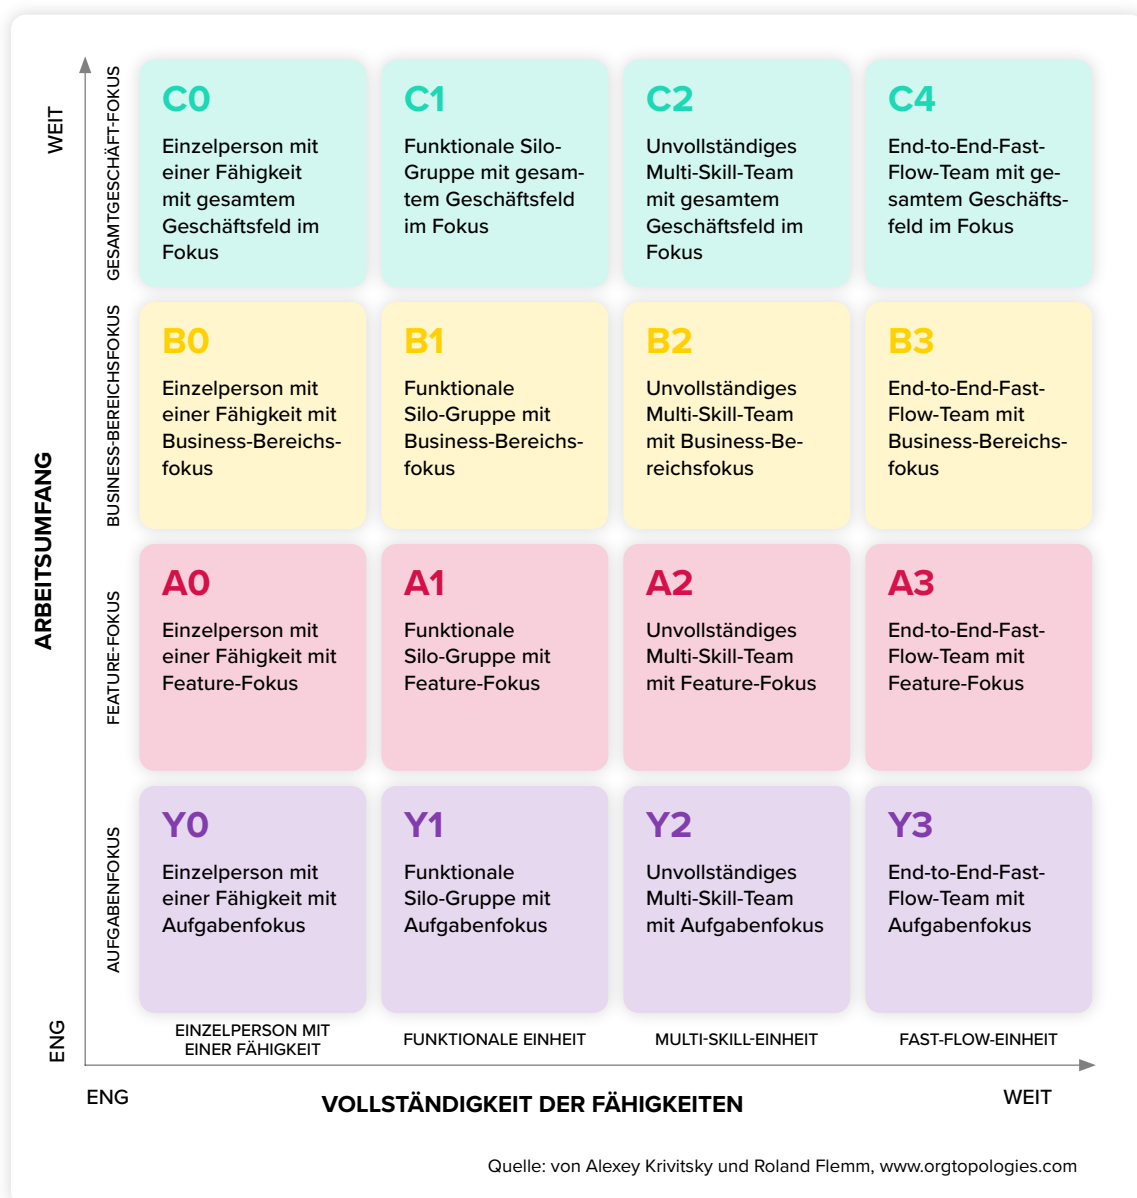 WEIT
GESAMTGESCHÄFT-FOKUS
C0
Einzelperson mit
einer Fähigkeit
mit gesamtem
Geschäftsfeld im
Fokus
C1
Funktionale Silo-
Gruppe mit gesam-
tem Geschäftsfeld
im Fokus
C2
Unvollständiges
Multi-Skill-Team
mit gesamtem
Geschäftsfeld im
Fokus
C4
End-to-End-Fast-
Flow-Team mit ge-
samtem Geschäfts-
feld im Fokus
ARBEITSUMFANG
BUSINESS-BEREICHSFOKUS
B0
Einzelperson mit
einer Fähigkeit mit
Business-Bereichs-
fokus
B1
Funktionale
Silo-Gruppe mit
Business-Bereichs-
fokus
B2
Unvollständiges
Multi-Skill-Team
mit Business-Be-
reichsfokus
B3
End-to-End-Fast-
Flow-Team mit
Business-Bereichs-
fokus
FEATURE-FOKUS
A0
Einzelperson mit
einer Fähigkeit mit
Feature-Fokus
A1
Funktionale
Silo-Gruppe mit
Feature-Fokus
A2
Unvollständiges
Multi-Skill-Team
mit Feature-Fokus
A3
End-to-End-Fast-
Flow-Team mit
Feature-Fokus
AUFGABENFOKUS
Y0
Einzelperson mit
einer Fähigkeit mit
Aufgabenfokus
Y1
Funktionale
Silo-Gruppe mit
Aufgabenfokus
Y2
Unvollständiges
Multi-Skill-Team
mit Aufgabenfokus
Y3
End-to-End-Fast-
Flow-Team mit
Aufgabenfokus
ENG
EINZELPERSON MIT
EINER FÄHIGKEIT
FUNKTIONALE EINHEIT
MULTI-SKILL-EINHEIT
FAST-FLOW-EINHEIT
ENG
VOLLSTÄNDIGKEIT DER FÄHIGKEITEN
WEIT
Quelle: von Alexey Krivitsky und Roland Flemm, www.orgtopologies.com